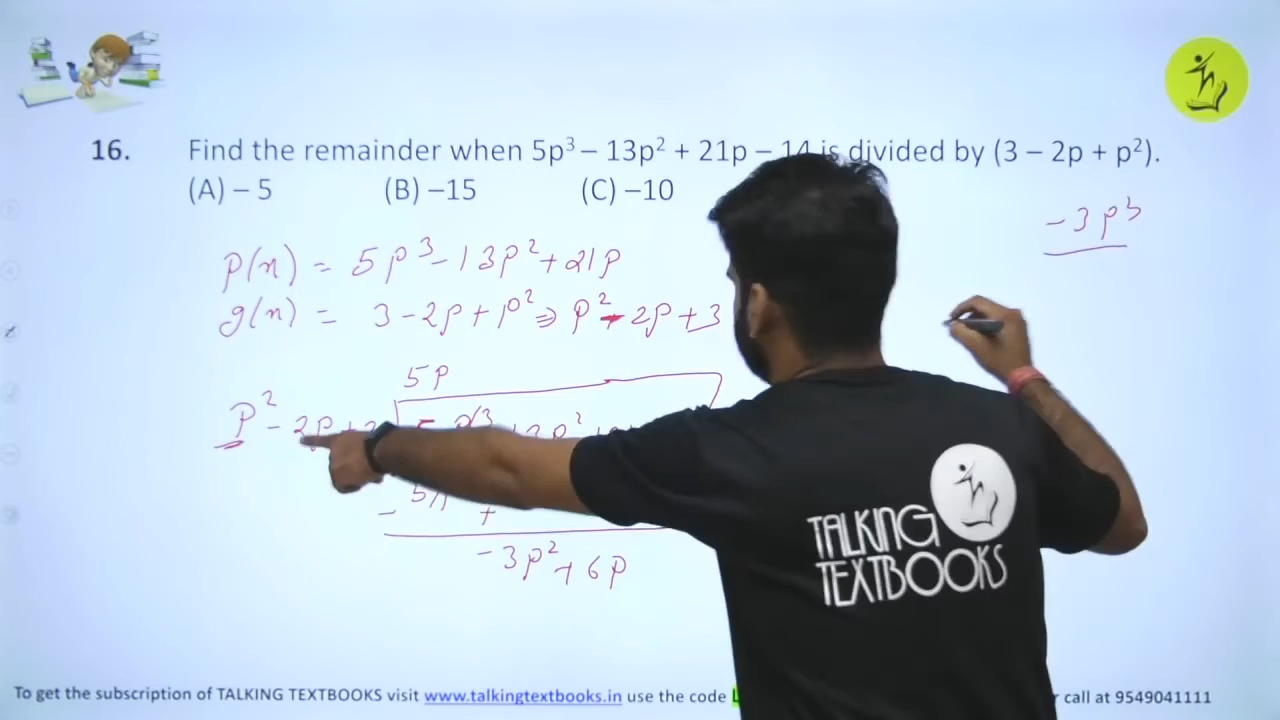 16. Find the remainder when 5p³ – 13p² + 21p – 14 is divided by (3 – 2p + p²).
(A) – 5 (B) –15 (C) –10
-3p³
p(n) = 5p³-13p²+21p
g(n) = 3-2p+p² ⇒ p²-2p+3
5p
p²-2p+
-3p²+6p
TALKING
TEXTBOOKS
To get the subscription of TALKING TEXTBOOKS visit www.talkingtextbooks.in use the code
call at 9549041111